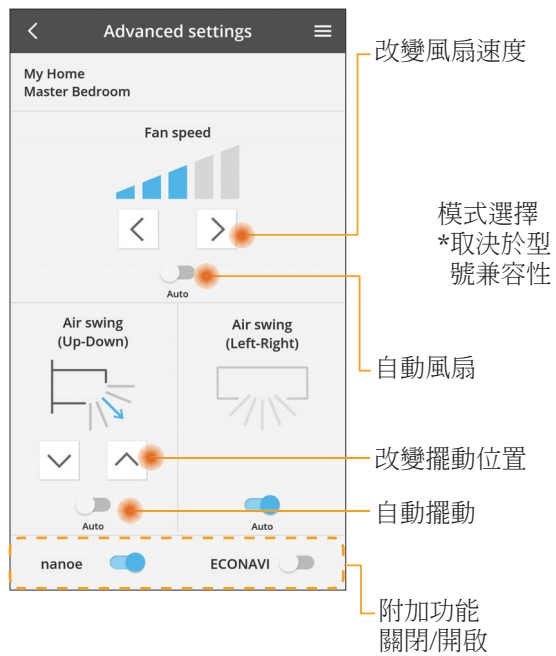 Advanced settings
My Home
Master Bedroom
Fan speed
Auto
Air swing
(Up-Down)
Auto
Air swing
(Left-Right)
Auto
nanoe
ECONAVI
改變風扇速度
模式選擇
*取決於型
號兼容性
自動風扇
改變擺動位置
自動擺動
附加功能
關閉/開啟